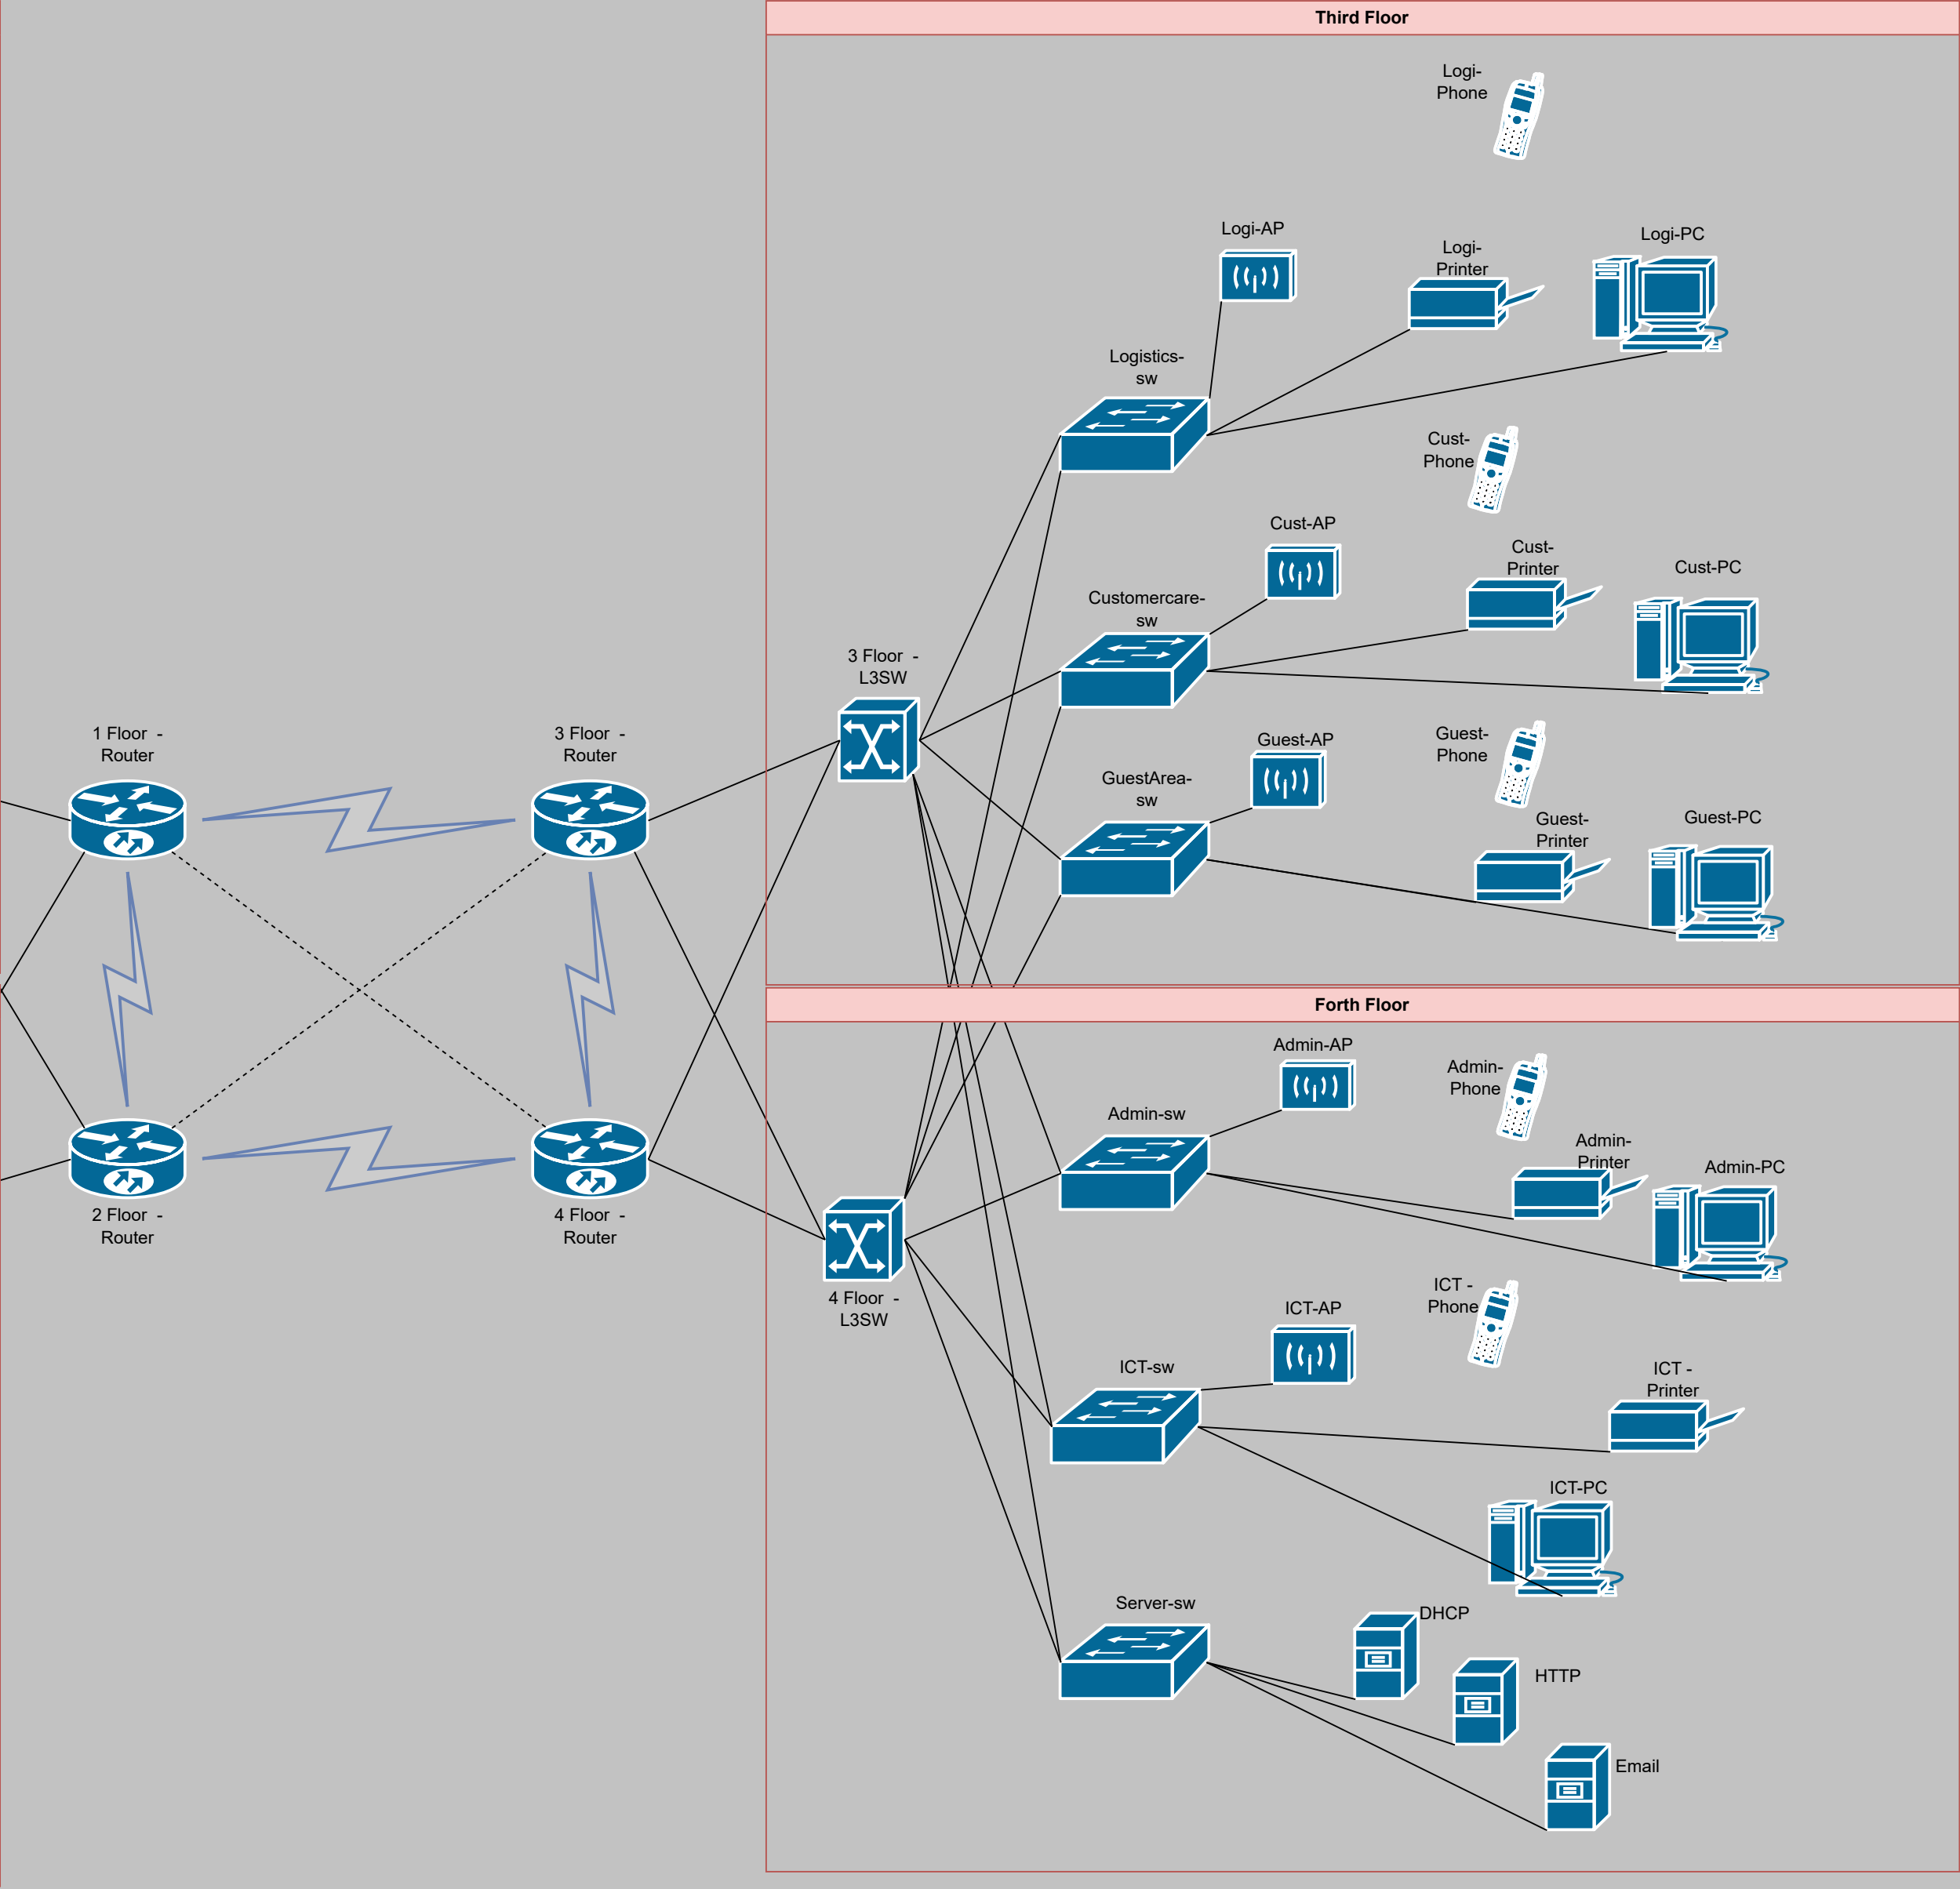 Third Floor
Logi-
Phone
Logi-AP
Logi-
Printer
Logi-PC
Logistics-
sw
Cust-
Phone
Cust-AP
Cust-
Printer
Cust-PC
Customercare-
sw
3 Floor -
L3SW
Guest-
Phone
Guest-AP
GuestArea-
sw
Guest-
Printer
Guest-PC
1 Floor -
Router
3 Floor -
Router
2 Floor -
Router
4 Floor -
Router
Forth Floor
Admin-AP
Admin-
Phone
Admin-sw
Admin-
Printer
Admin-PC
4 Floor -
L3SW
ICT -
Phone
ICT-AP
ICT-sw
ICT -
Printer
ICT-PC
Server-sw
DHCP
HTTP
Email